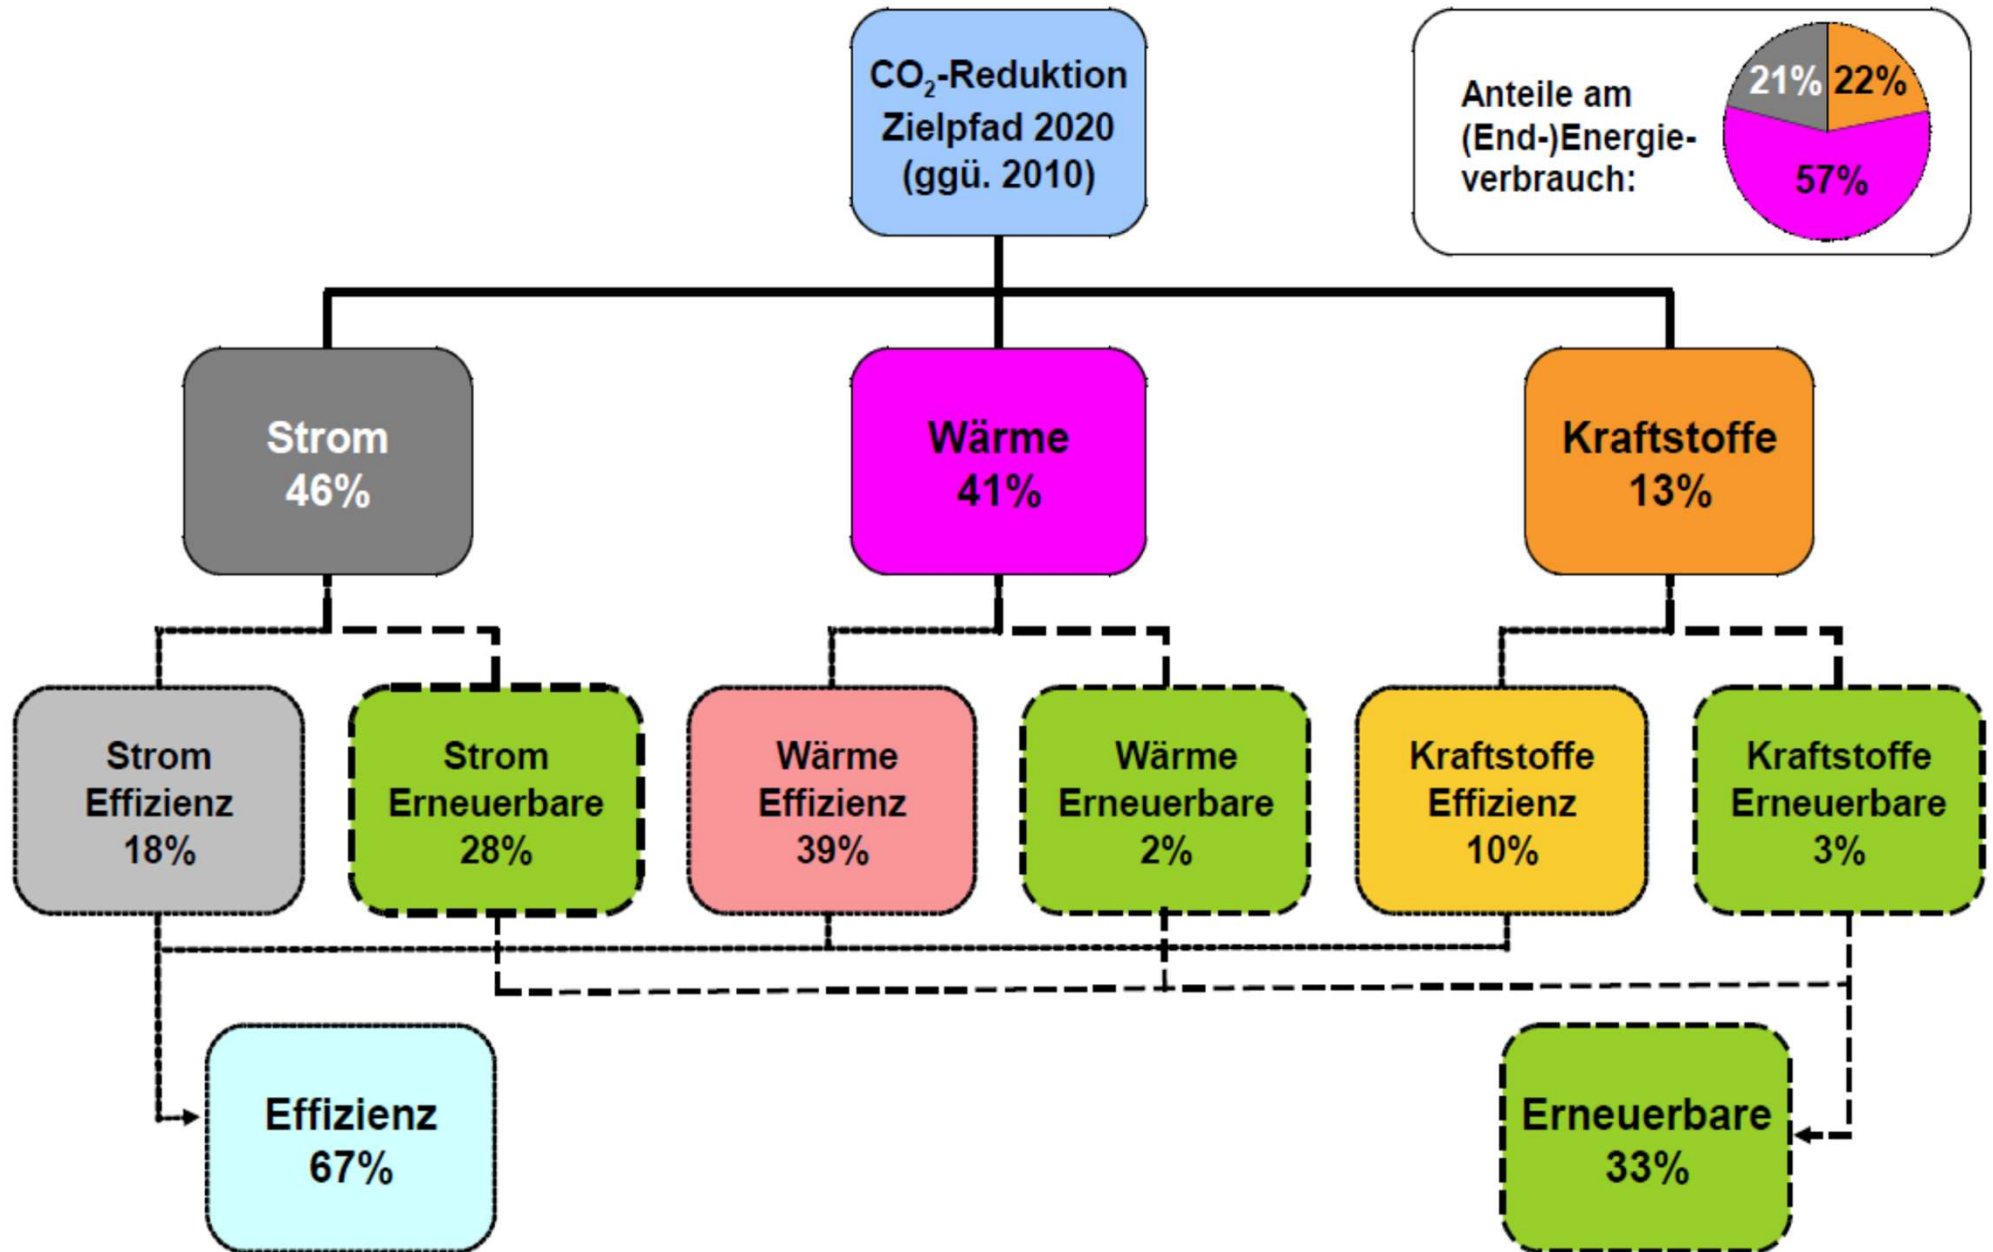 CO₂-Reduktion
Zielpfad 2020
(ggü. 2010)
Anteile am
(End-)Energie-
verbrauch:
21% 22%
57%
Strom
46%
Wärme
41%
Kraftstoffe
13%
Strom
Effizienz
18%
Strom
Erneuerbare
28%
Wärme
Effizienz
39%
Wärme
Erneuerbare
2%
Kraftstoffe
Effizienz
10%
Kraftstoffe
Erneuerbare
3%
Effizienz
67%
Erneuerbare
33%